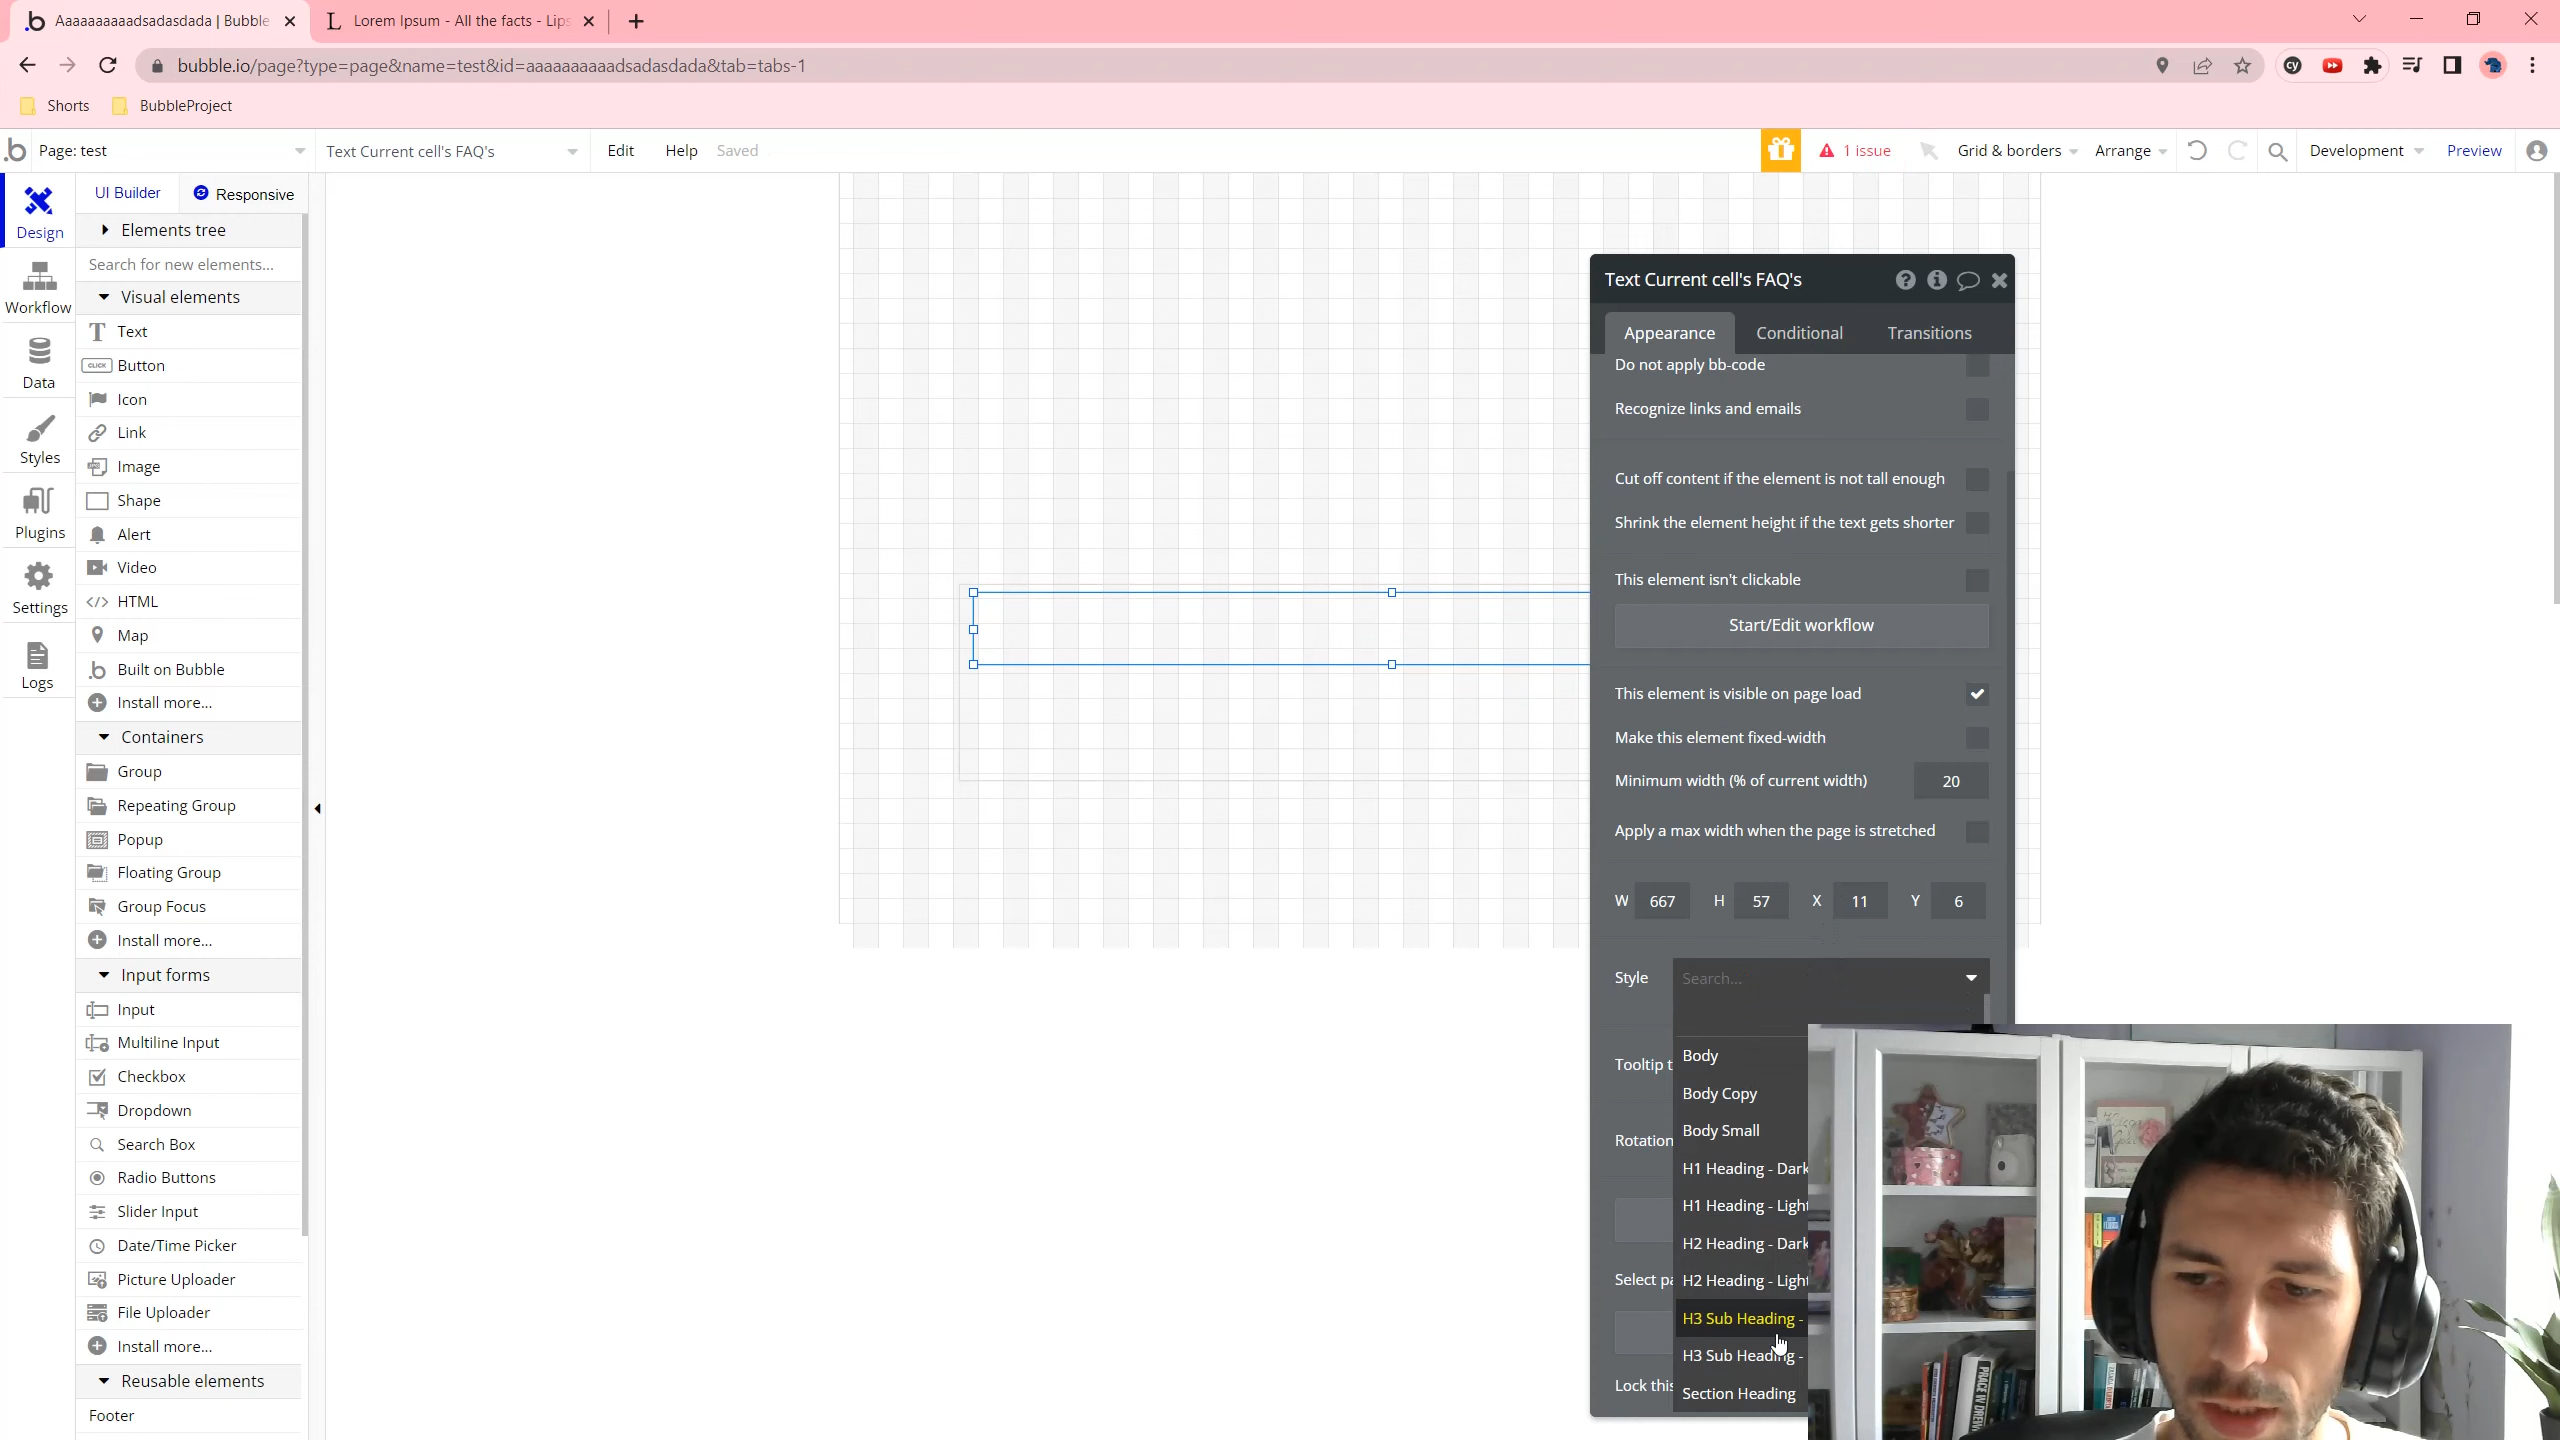 Aaaaaaaaaadsadasdada | Bubble
Lorem Ipsum - All the facts - Lips
bubble.io/page?type=page&name=test&id=aaaaaaaaaadsadasdada&tab=tabs-1
Shorts
BubbleProject
Page: test
Text Current cell's FAQ's
Edit
Help
Saved
1 issue
Grid & borders
Arrange
Development
Preview
Design
Workflow
Data
Styles
Plugins
Settings
Logs
UI Builder
Responsive
Elements tree
Search for new elements...
Visual elements
Text
CLICK Button
Icon
Link
Image
Shape
Alert
Video
HTML
Map
Built on Bubble
Install more...
Containers
Group
Repeating Group
Popup
Floating Group
Group Focus
Install more...
Input forms
Input
Multiline Input
Checkbox
Dropdown
Search Box
Radio Buttons
Slider Input
Date/Time Picker
Picture Uploader
File Uploader
Install more...
Reusable elements
Footer
Text Current cell's FAQ's
Appearance
Conditional
Transitions
Do not apply bb-code
Recognize links and emails
Cut off content if the element is not tall enough
Shrink the element height if the text gets shorter
This element isn't clickable
Start/Edit workflow
This element is visible on page load
Make this element fixed-width
Minimum width (% of current width) 20
Apply a max width when the page is stretched
W 667 H 57 X 11 Y 6
Style Search...
Tooltip t
Rotation
Select pa
Lock this
Body
Body Copy
Body Small
H1 Heading - Dark
H1 Heading - Light
H2 Heading - Dark
H2 Heading - Light
H3 Sub Heading -
H3 Sub Heading -
Section Heading